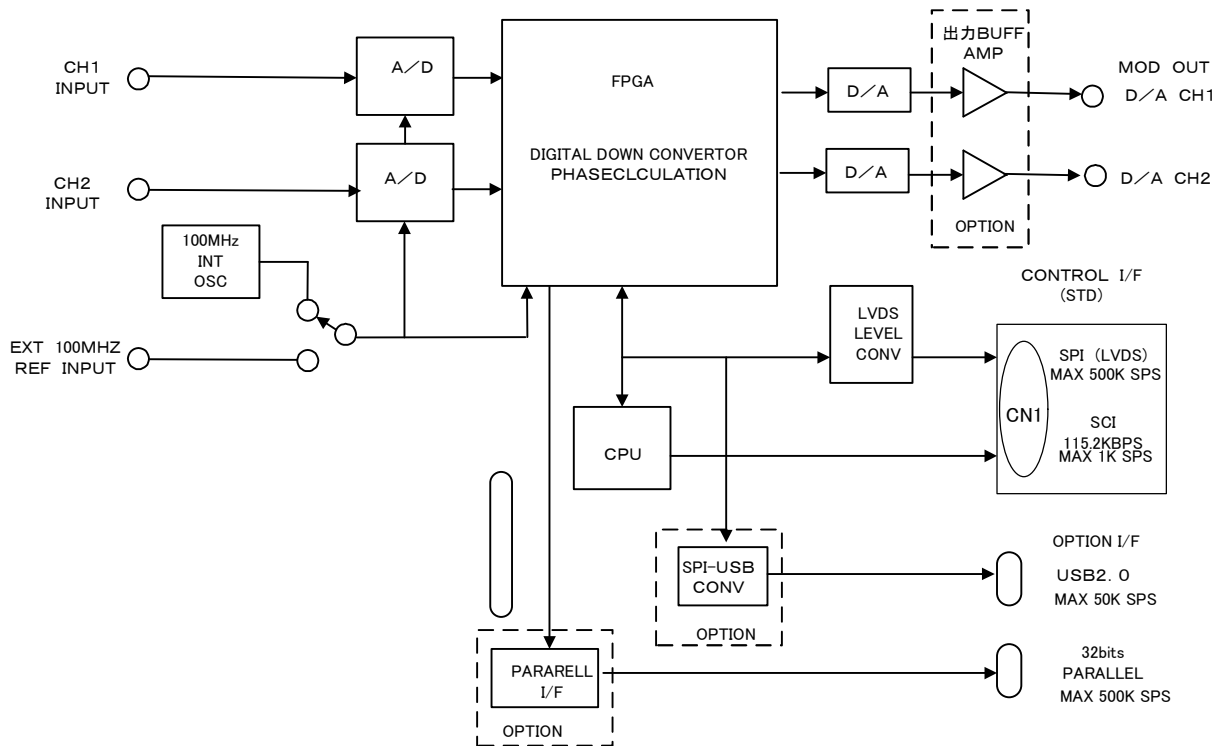 CH1
INPUT
A/D
FPGA
DIGITAL DOWN CONVERTOR
PHASECLCULATION
D/A
出力BUFF
AMP
MOD OUT
D/A CH1
CH2
INPUT
A/D
D/A
D/A CH2
OPTION
100MHz
INT
OSC
EXT 100MHZ
REF INPUT
LVDS
LEVEL
CONV
CONTROL I/F
(STD)
CN1
SPI (LVDS)
MAX 500K SPS
SCI
115.2KBPS
MAX 1K SPS
CPU
SPI-USB
CONV
OPTION
OPTION I/F
USB2.0
MAX 50K SPS
PARARELL
I/F
OPTION
32bits
PARALLEL
MAX 500K SPS